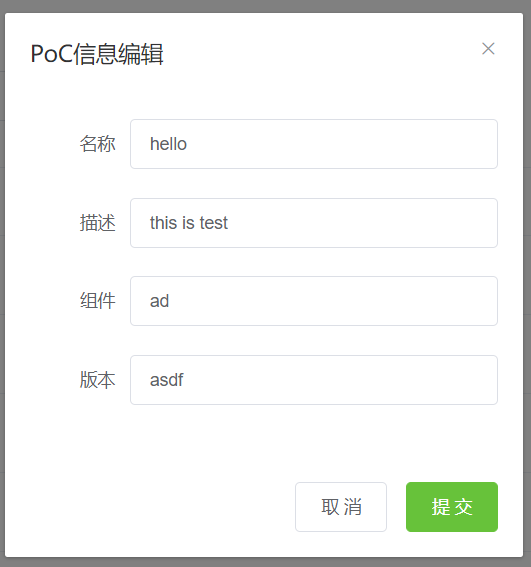 PoC信息编辑
名称 hello
描述 this is test
组件 ad
版本 asdf
取消 提交